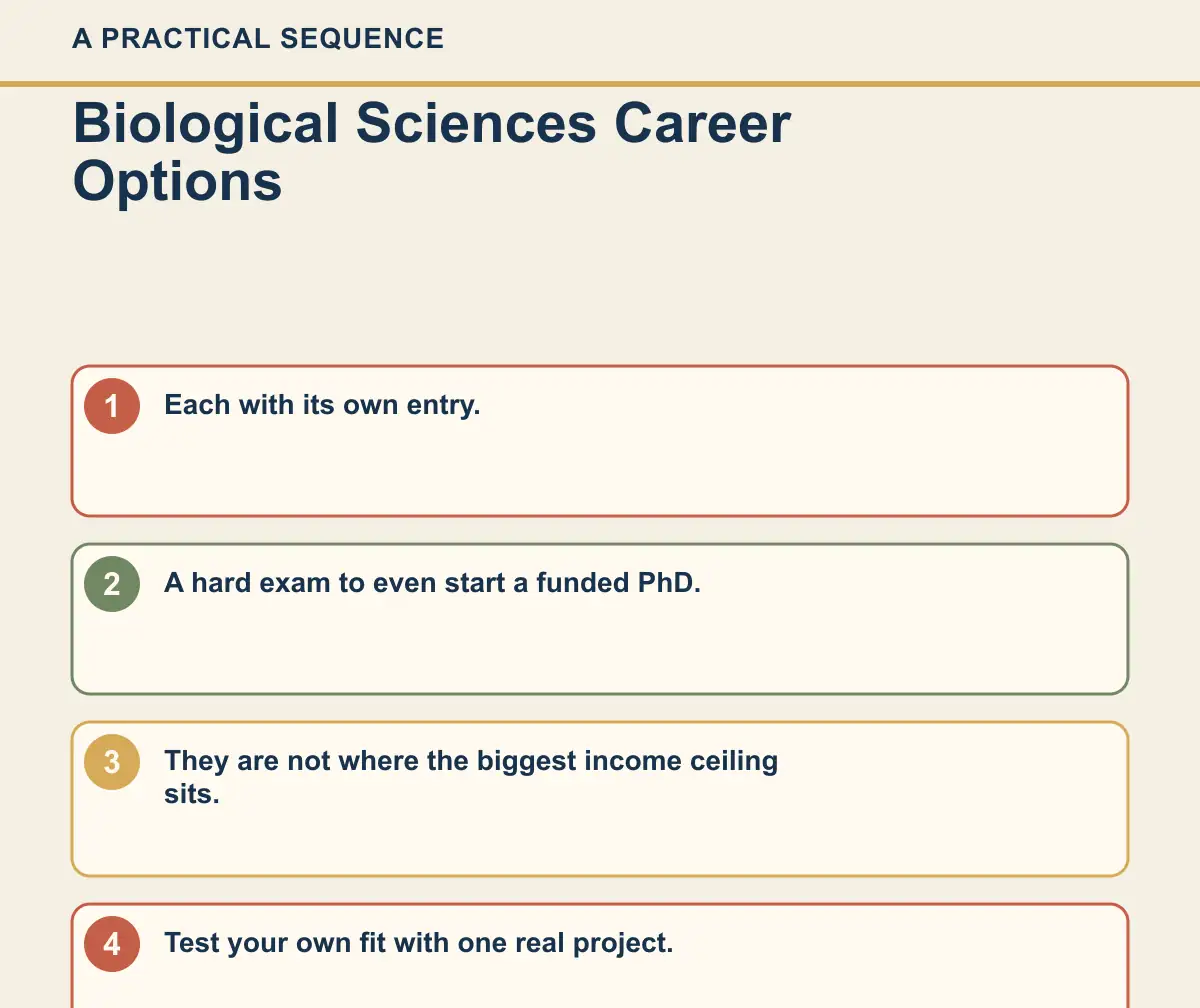 A PRACTICAL SEQUENCE
Biological Sciences Career
Options
1
Each with its own entry.
2
A hard exam to even start a funded PhD.
3
They are not where the biggest income ceiling
sits.
4
Test your own fit with one real project.